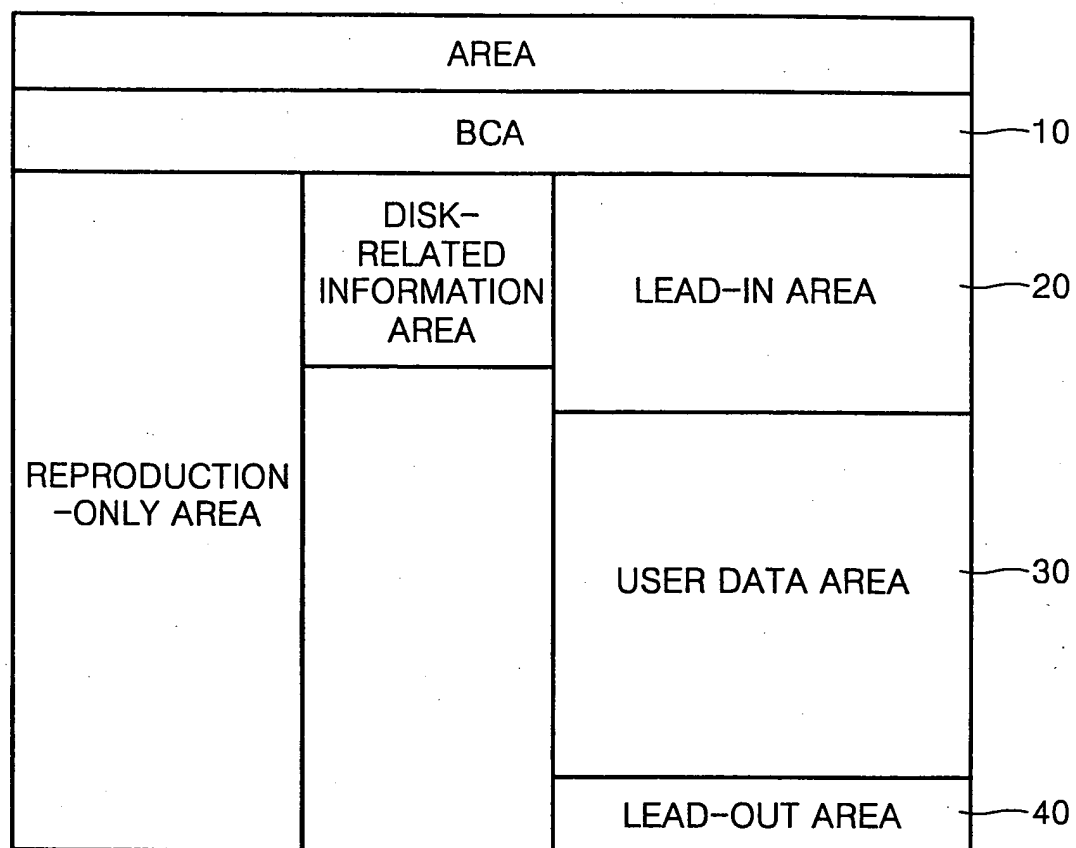 AREA
BCA
10
DISK-
RELATED
INFORMATION
AREA
LEAD-IN AREA
20
REPRODUCTION
-ONLY AREA
USER DATA AREA
30
LEAD-OUT AREA
40